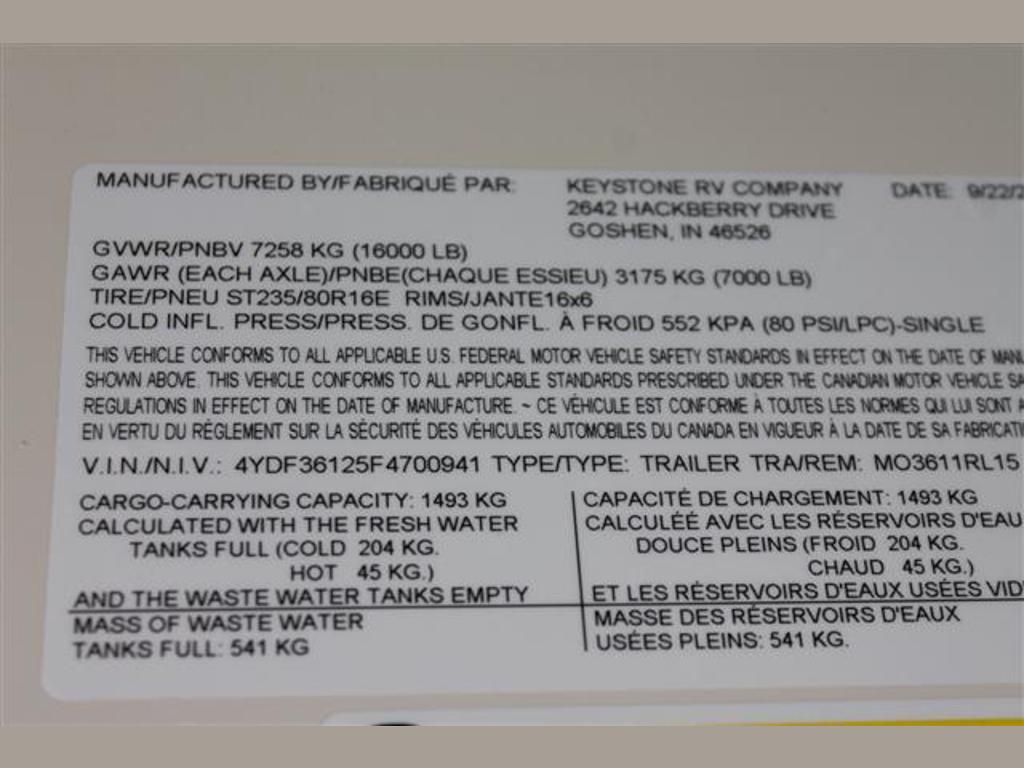 MANUFACTURED BY/FABRIQUÉ PAR: KEYSTONE RV COMPANY DATE: 9/22/2
2642 HACKBERRY DRIVE
GOSHEN, IN 46526
GVWR/PNBV 7258 KG (16000 LB)
GAWR (EACH AXLE)/PNBE(CHAQUE ESSIEU) 3175 KG (7000 LB)
TIRE/PNEU ST235/80R16E RIMS/JANTE16x6
COLD INFL. PRESS/PRESS. DE GONFL. À FROID 552 KPA (80 PSI/LPC)-SINGLE
THIS VEHICLE CONFORMS TO ALL APPLICABLE U.S. FEDERAL MOTOR VEHICLE SAFETY STANDARDS IN EFFECT ON THE DATE OF MAN
SHOWN ABOVE. THIS VEHICLE CONFORMS TO ALL APPLICABLE STANDARDS PRESCRIBED UNDER THE CANADIAN MOTOR VEHICLE SA
REGULATIONS IN EFFECT ON THE DATE OF MANUFACTURE. ~ CE VÉHICULE EST CONFORME À TOUTES LES NORMES QUI LUI SONT A
EN VERTU DU RÈGLEMENT SUR LA SÉCURITÉ DES VÉHICULES AUTOMOBILES DU CANADA EN VIGUEUR À LA DATE DE SA FABRICATI
V.I.N./N.I.V.: 4YDF36125F4700941 TYPE/TYPE: TRAILER TRA/REM: MO3611RL15
CARGO-CARRYING CAPACITY: 1493 KG
CALCULATED WITH THE FRESH WATER
TANKS FULL (COLD 204 KG.
HOT 45 KG.)
AND THE WASTE WATER TANKS EMPTY
MASS OF WASTE WATER
TANKS FULL: 541 KG
CAPACITÉ DE CHARGEMENT: 1493 KG
CALCULÉE AVEC LES RÉSERVOIRS D'EAU
DOUCE PLEINS (FROID 204 KG.
CHAUD 45 KG.)
ET LES RÉSERVOIRS D'EAUX USÉES VID
MASSE DES RÉSERVOIRS D'EAUX
USÉES PLEINS: 541 KG.